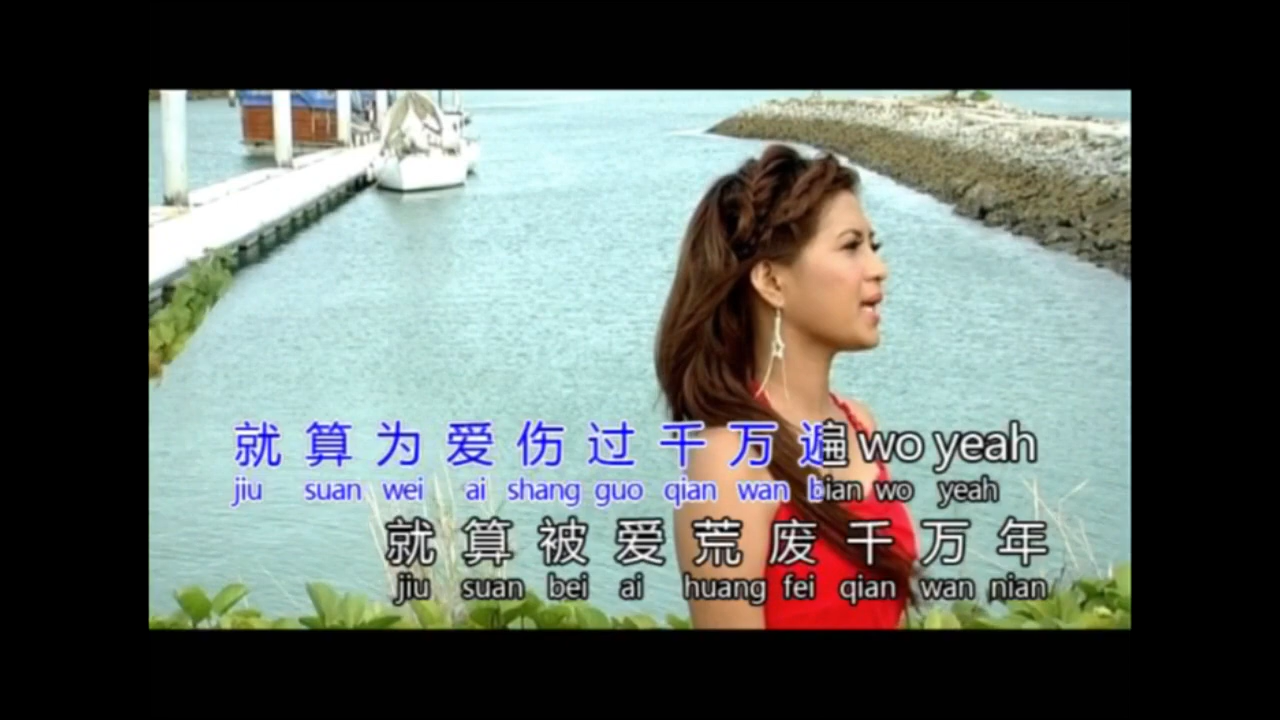 就算为爱伤过千万遍 wo yeah
jiu suan wei ai shang guo qian wan bian wo yeah
就算被爱荒废千万年
jiu suan bei ai huang fei qian wan nian